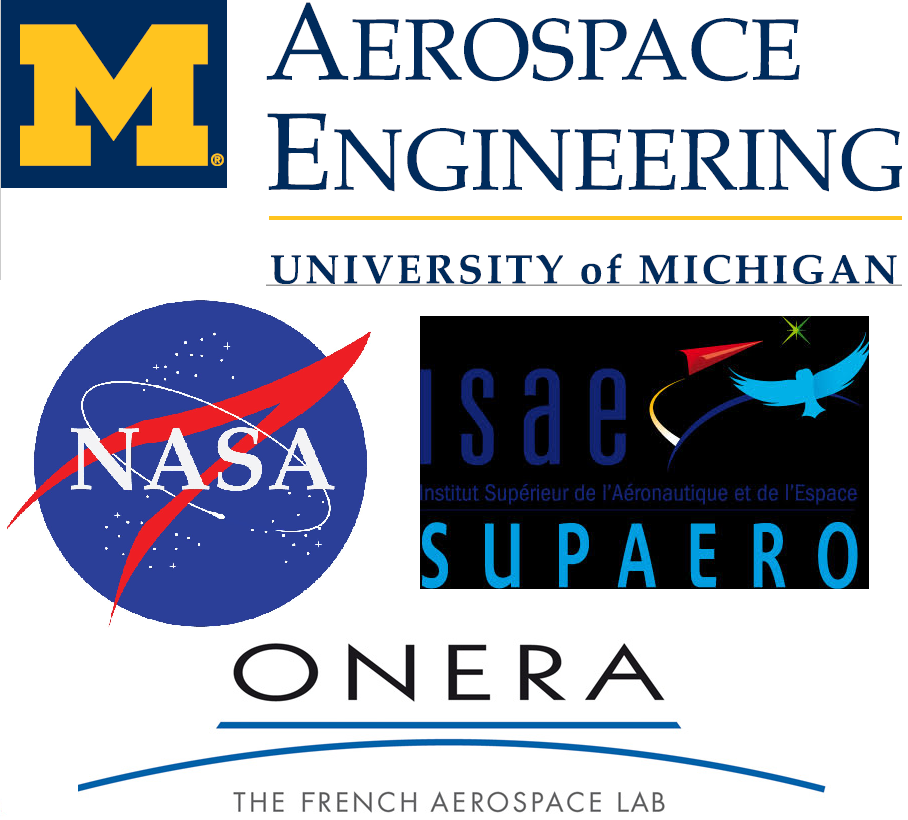 M®
AEROSPACE
ENGINEERING
UNIVERSITY of MICHIGAN
NASA
isae
Institut Supérieur de l'Aéronautique et de l'Espace
SUPAERO
ONERA
THE FRENCH AEROSPACE LAB